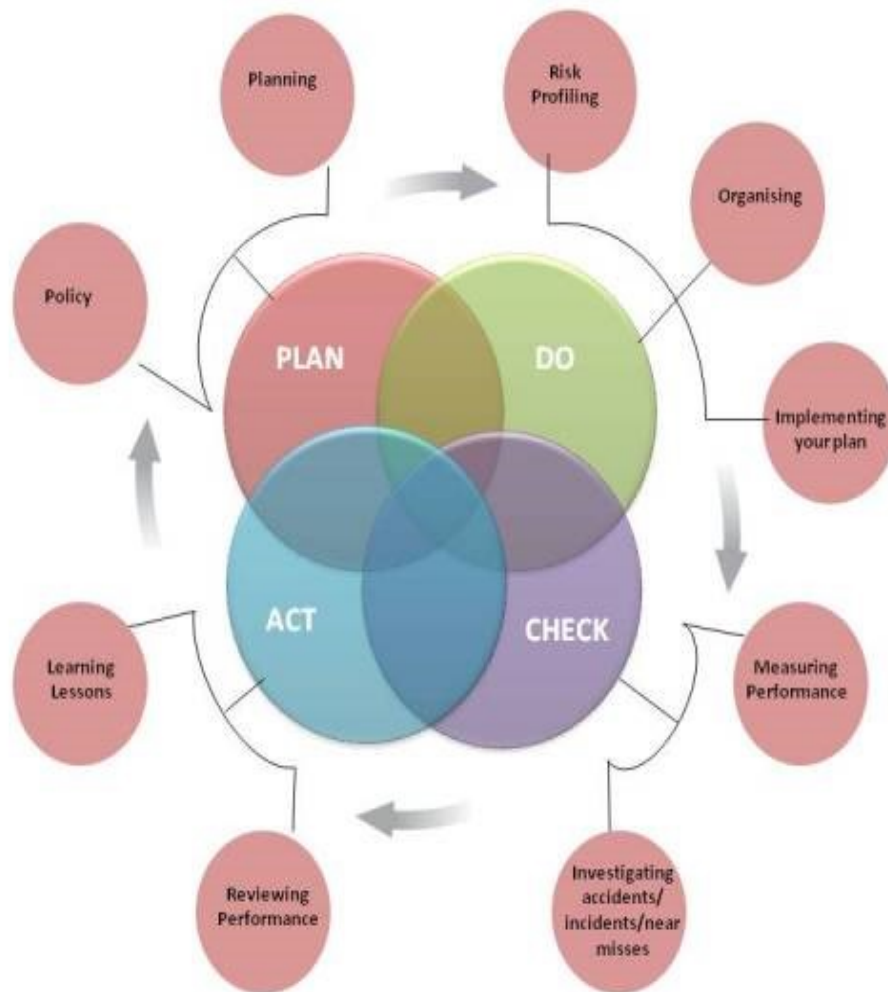 Planning
Risk
Profiling
Organising
Policy
PLAN
DO
Implementing
your plan
ACT
CHECK
Learning
Lessons
Measuring
Performance
Reviewing
Performance
Investigating
accidents/
incidents/near
misses